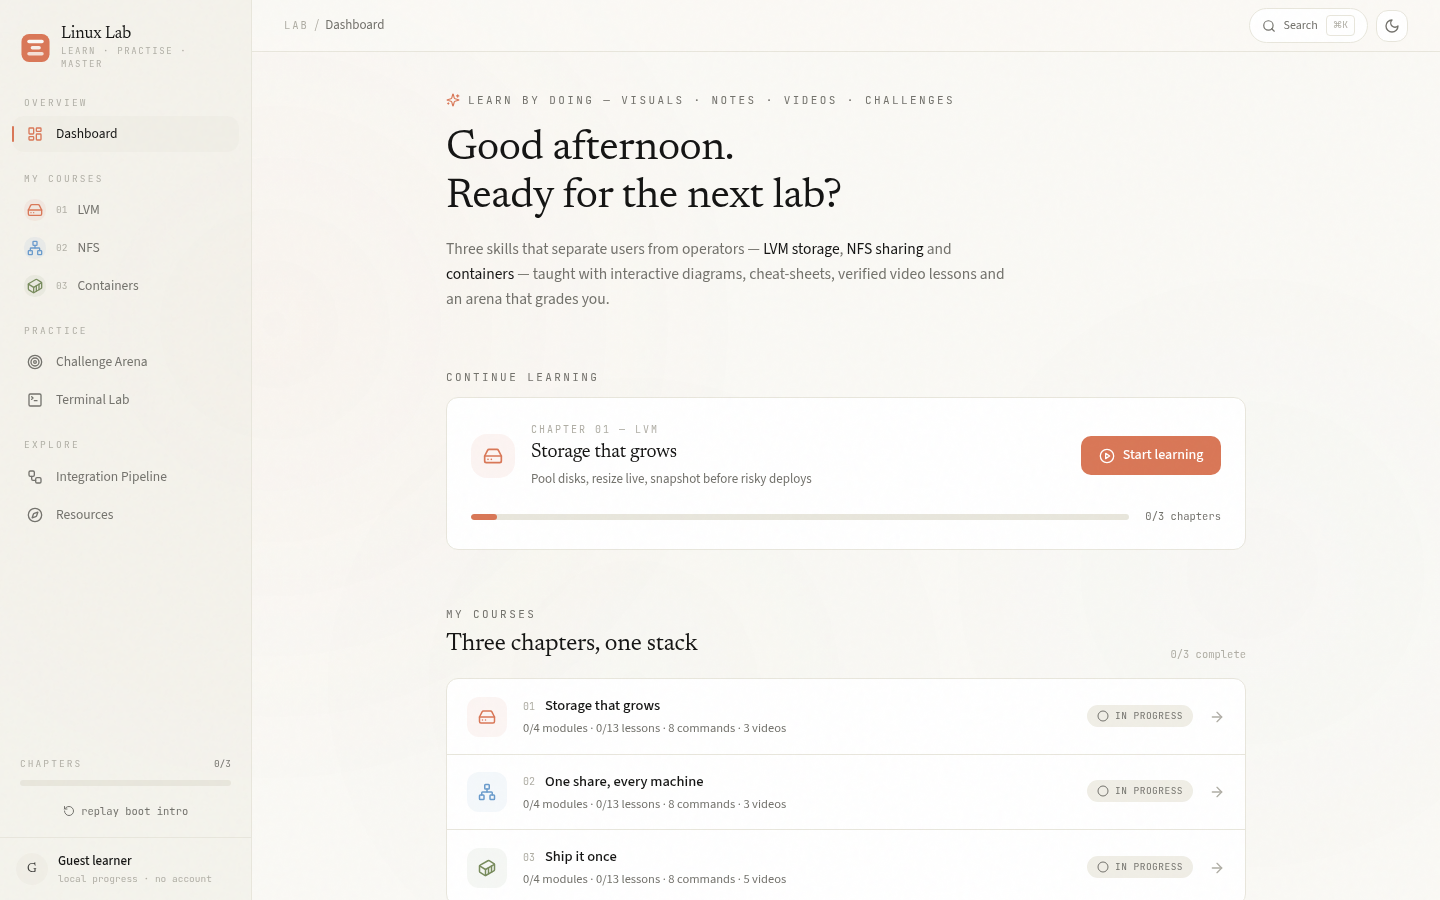 Linux Lab
LEARN · PRACTISE ·
MASTER
OVERVIEW
Dashboard
MY COURSES
01 LVM
02 NFS
03 Containers
PRACTICE
Challenge Arena
Terminal Lab
EXPLORE
Integration Pipeline
Resources
CHAPTERS 0/3
replay boot intro
G
Guest learner
local progress · no account
LAB / Dashboard
Search ⌘K
LEARN BY DOING — VISUALS · NOTES · VIDEOS · CHALLENGES
Good afternoon.
Ready for the next lab?
Three skills that separate users from operators — LVM storage, NFS sharing and
containers — taught with interactive diagrams, cheat-sheets, verified video lessons and
an arena that grades you.
CONTINUE LEARNING
CHAPTER 01 — LVM
Storage that grows
Pool disks, resize live, snapshot before risky deploys
Start learning
0/3 chapters
MY COURSES
Three chapters, one stack
0/3 complete
01 Storage that grows
0/4 modules · 0/13 lessons · 8 commands · 3 videos
IN PROGRESS
02 One share, every machine
0/4 modules · 0/13 lessons · 8 commands · 3 videos
IN PROGRESS
03 Ship it once
0/4 modules · 0/13 lessons · 8 commands · 5 videos
IN PROGRESS